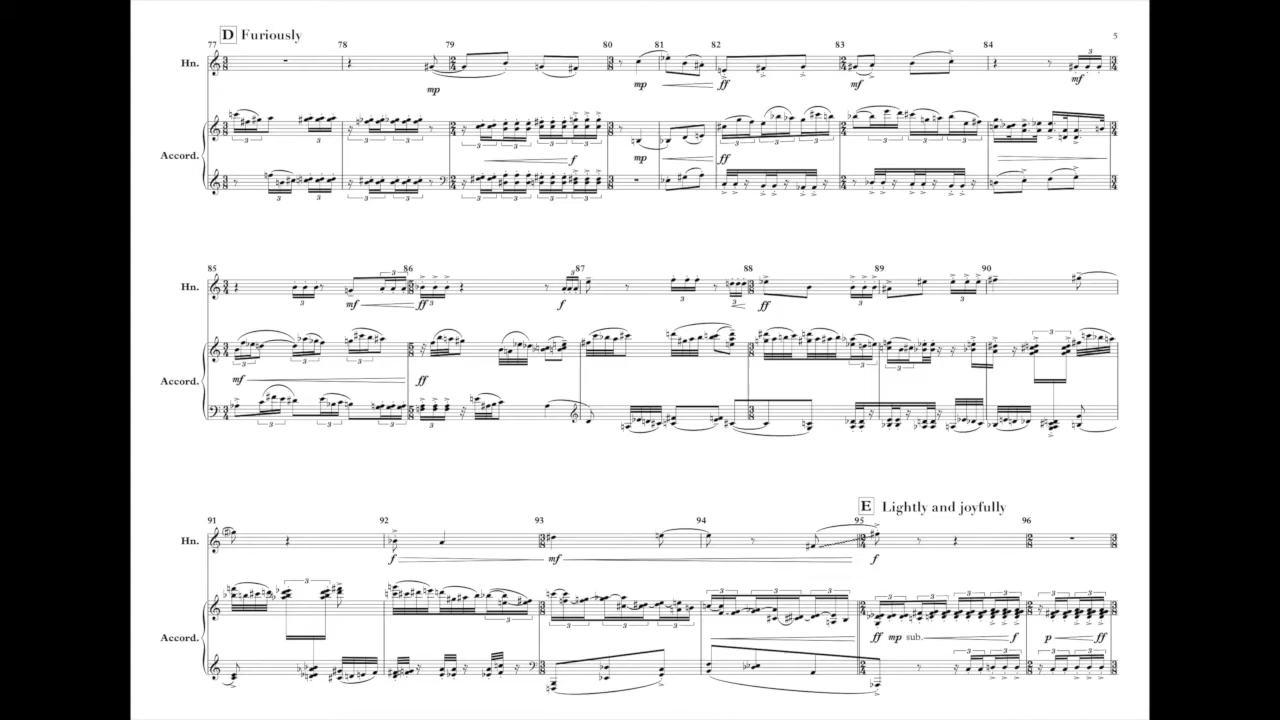 D Furiously
5
77 78 79 80 81 82 83 84
Hn.
mp mp ff mf mf
Accord.
f mp ff
85 86 87 88 89 90
Hn.
mf ff f ff
Accord.
mf ff
E Lightly and joyfully
91 92 93 94 95 96
Hn.
f mf f
Accord.
ff mp sub. f p ff